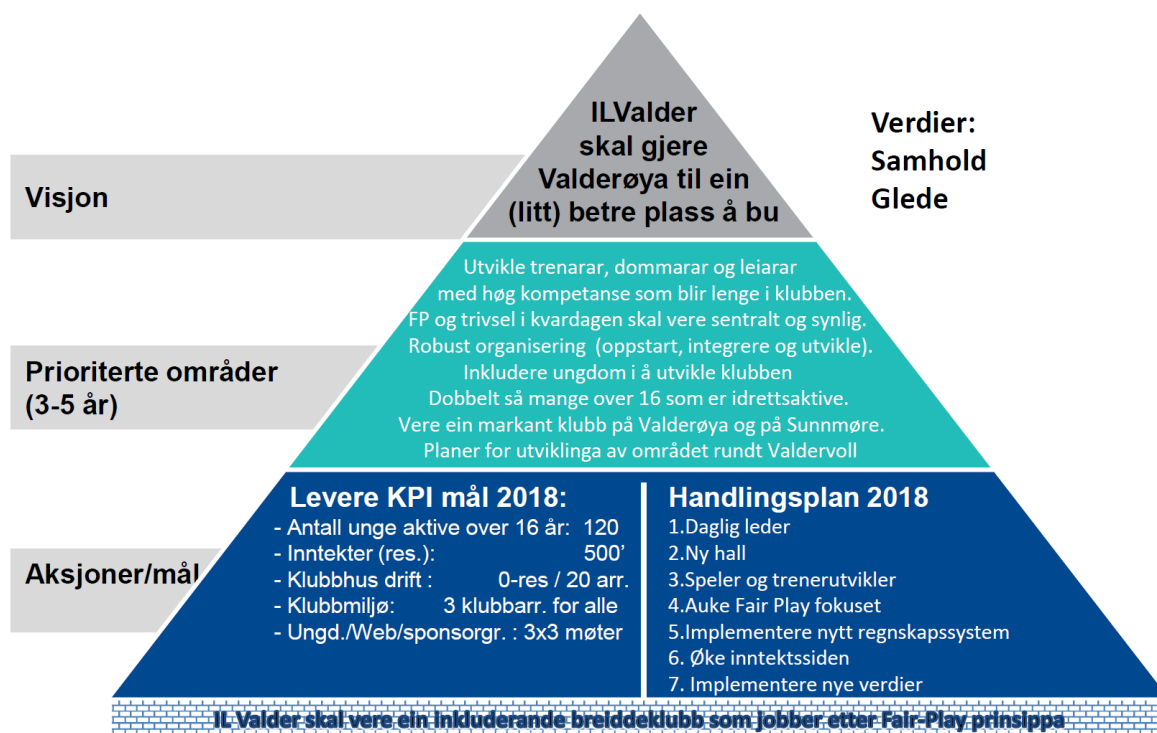 ILValder
skal gjere
Valderøya til ein
(litt) betre plass å bu
Verdier:
Samhold
Glede
Visjon
Utvikle trenarar, dommarar og leiarar
med høg kompetanse som blir lenge i klubben.
FP og trivsel i kvardagen skal vere sentralt og synlig.
Robust organisering (oppstart, integrere og utvikle).
Inkludere ungdom i å utvikle klubben
Dobbelt så mange over 16 som er idrettsaktive.
Vere ein markant klubb på Valderøya og på Sunnmøre.
Planer for utviklinga av området rundt Valdervoll
Prioriterte områder
(3-5 år)
Aksjoner/mål
Levere KPI mål 2018:
- Antall unge aktive over 16 år: 120
- Inntekter (res.): 500'
- Klubbhus drift : 0-res / 20 arr.
- Klubbmiljø: 3 klubbarr. for alle
- Ungd./Web/sponsorgr. : 3x3 møter
Handlingsplan 2018
1.Daglig leder
2.Ny hall
3.Speler og trenerutvikler
4.Auke Fair Play fokuset
5.Implementere nytt regnskapssystem
6. Øke inntektssiden
7. Implementere nye verdier
IL Valder skal vere ein inkluderande breiddeklubb som jobber etter Fair-Play prinsippa